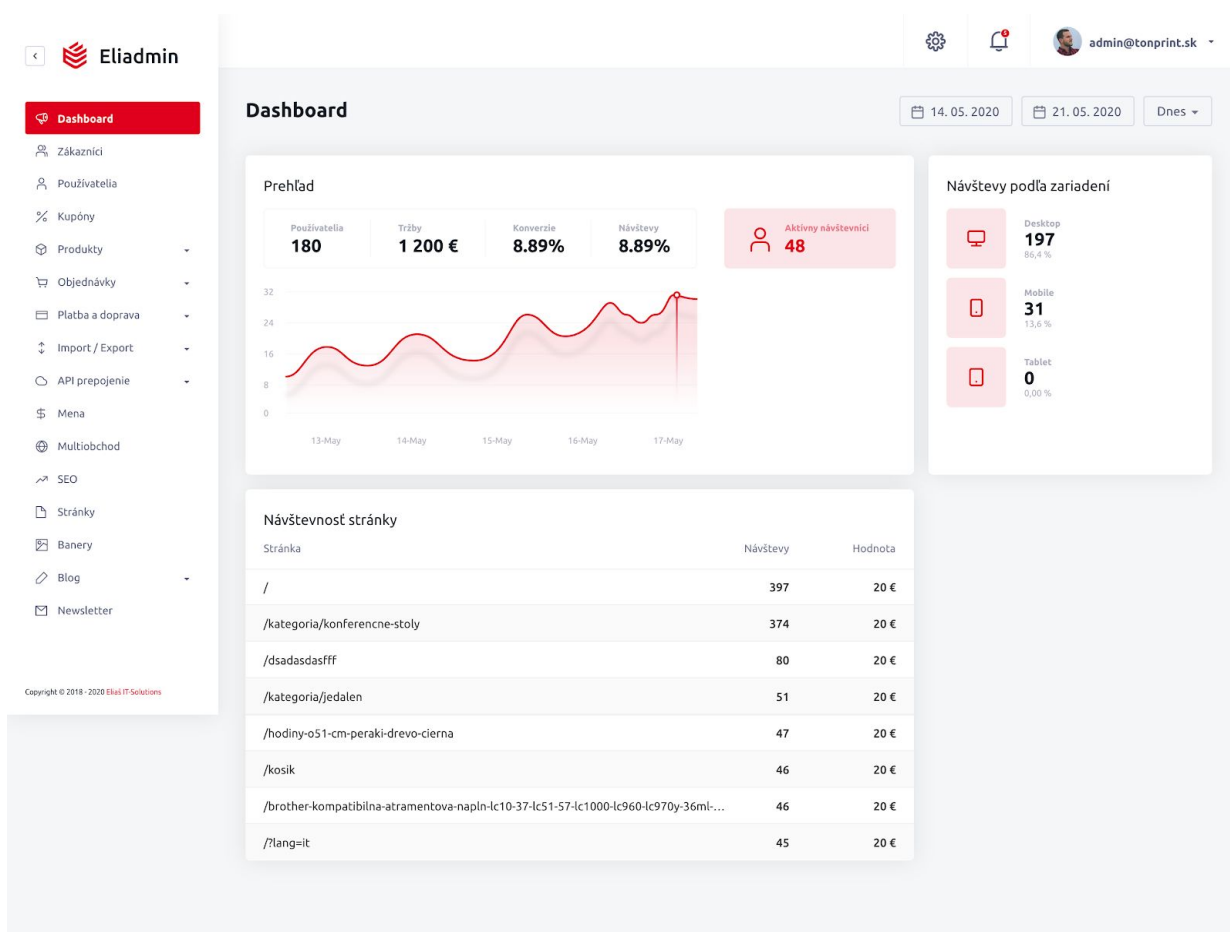 Eliadmin
5
admin@tonprint.sk
Dashboard
Zákazníci
Používatelia
Kupóny
Produkty
Objednávky
Platba a doprava
Import / Export
API prepojenie
Mena
Multiobchod
SEO
Stránky
Banery
Blog
Newsletter
Copyright © 2018 - 2020 Eliaš IT-Solutions
Dashboard
14. 05. 2020
21. 05. 2020
Dnes
Prehľad
Používatelia
180
Tržby
1 200 €
Konverzie
8.89%
Návštevy
8.89%
Aktívny návštevníci
48
32
24
16
8
0
13-May
14-May
15-May
16-May
17-May
Návštevy podľa zariadení
Desktop
197
86,4 %
Mobile
31
13,6 %
Tablet
0
0,00 %
Návštevnosť stránky
Stránka Návštevy Hodnota
/ 397 20 €
/kategoria/konferencne-stoly 374 20 €
/dsadasdasfff 80 20 €
/kategoria/jedalen 51 20 €
/hodiny-o51-cm-peraki-drevo-cierna 47 20 €
/kosik 46 20 €
/brother-kompatibilna-atramentova-napln-lc10-37-lc51-57-lc1000-lc960-lc970y-36ml-... 46 20 €
/?lang=it 45 20 €